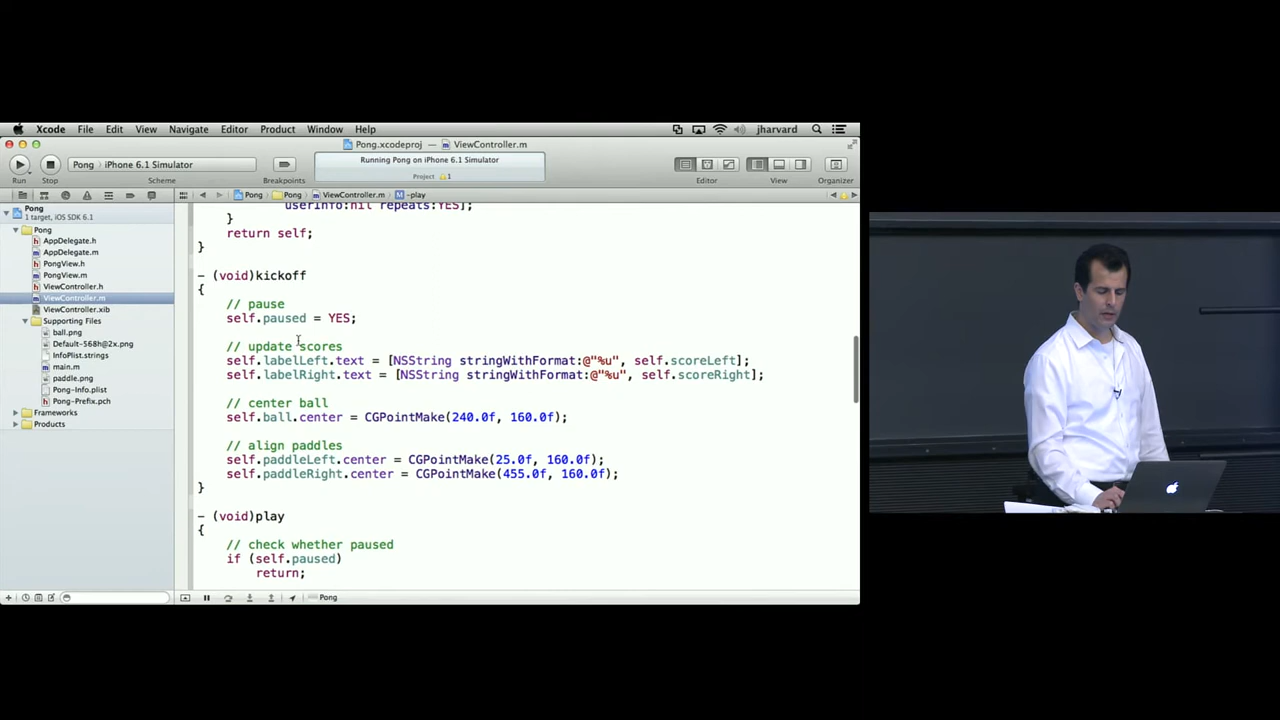 Xcode File Edit View Navigate Editor Product Window Help jharvard
Pong.xcodeproj — ViewController.m
Run Stop
Pong iPhone 6.1 Simulator
Scheme
Breakpoints
Running Pong on iPhone 6.1 Simulator
Project 1
Editor
View
Organizer
Pong Pong ViewController.m -play
Pong
1 target, iOS SDK 6.1
Pong
AppDelegate.h
AppDelegate.m
PongView.h
PongView.m
ViewController.h
ViewController.m
ViewController.xib
Supporting Files
ball.png
Default-568h@2x.png
InfoPlist.strings
main.m
paddle.png
Pong-Info.plist
Pong-Prefix.pch
Frameworks
Products
userInfo:nil repeats:YES];
}
return self;
}
- (void)kickoff
{
// pause
self.paused = YES;
// update scores
self.labelLeft.text = [NSString stringWithFormat:@"%u", self.scoreLeft];
self.labelRight.text = [NSString stringWithFormat:@"%u", self.scoreRight];
// center ball
self.ball.center = CGPointMake(240.0f, 160.0f);
// align paddles
self.paddleLeft.center = CGPointMake(25.0f, 160.0f);
self.paddleRight.center = CGPointMake(455.0f, 160.0f);
}
- (void)play
{
// check whether paused
if (self.paused)
return;
Pong